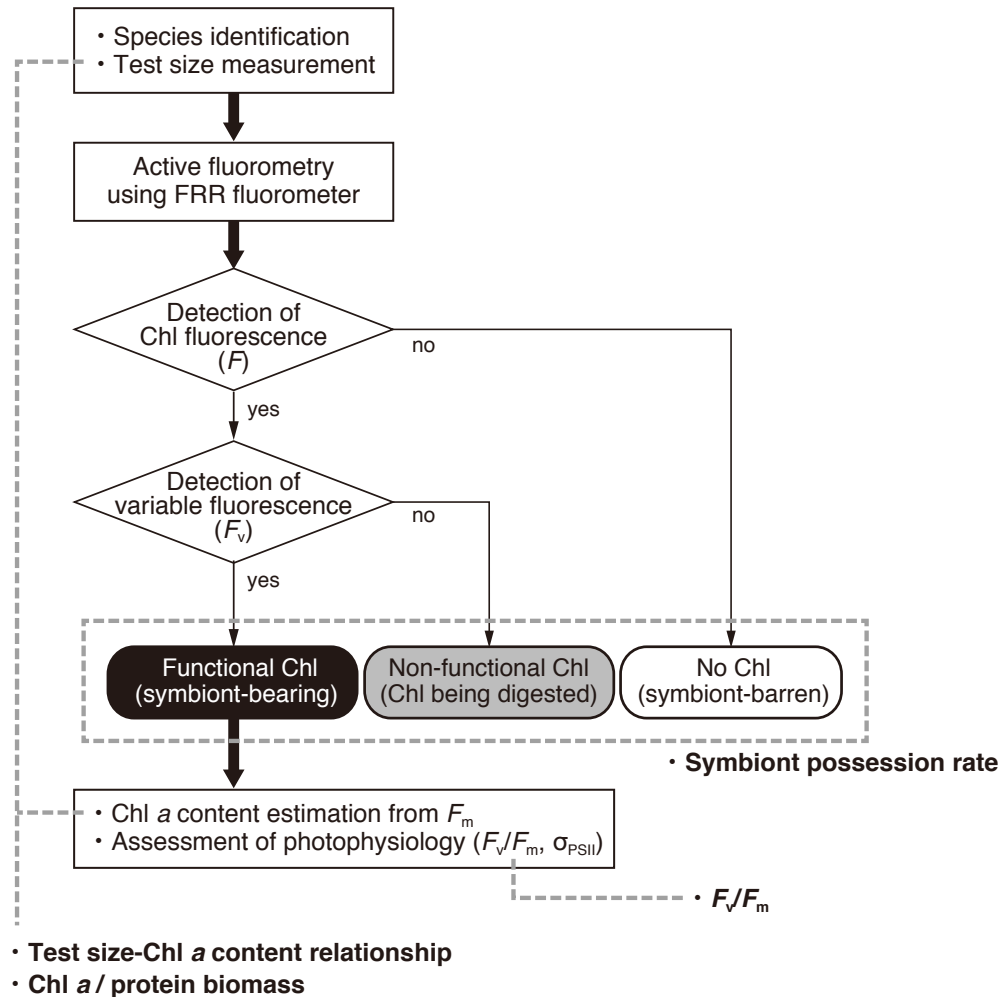 ・Species identification
・Test size measurement
Active fluorometry
using FRR fluorometer
Detection of
Chl fluorescence
(F)
no
yes
Detection of
variable fluorescence
(Fv)
no
yes
Functional Chl
(symbiont-bearing)
Non-functional Chl
(Chl being digested)
No Chl
(symbiont-barren)
・Symbiont possession rate
・Chl a content estimation from Fm
・Assessment of photophysiology (Fv/Fm, σPSII)
・Fv/Fm
・Test size-Chl a content relationship
・Chl a / protein biomass